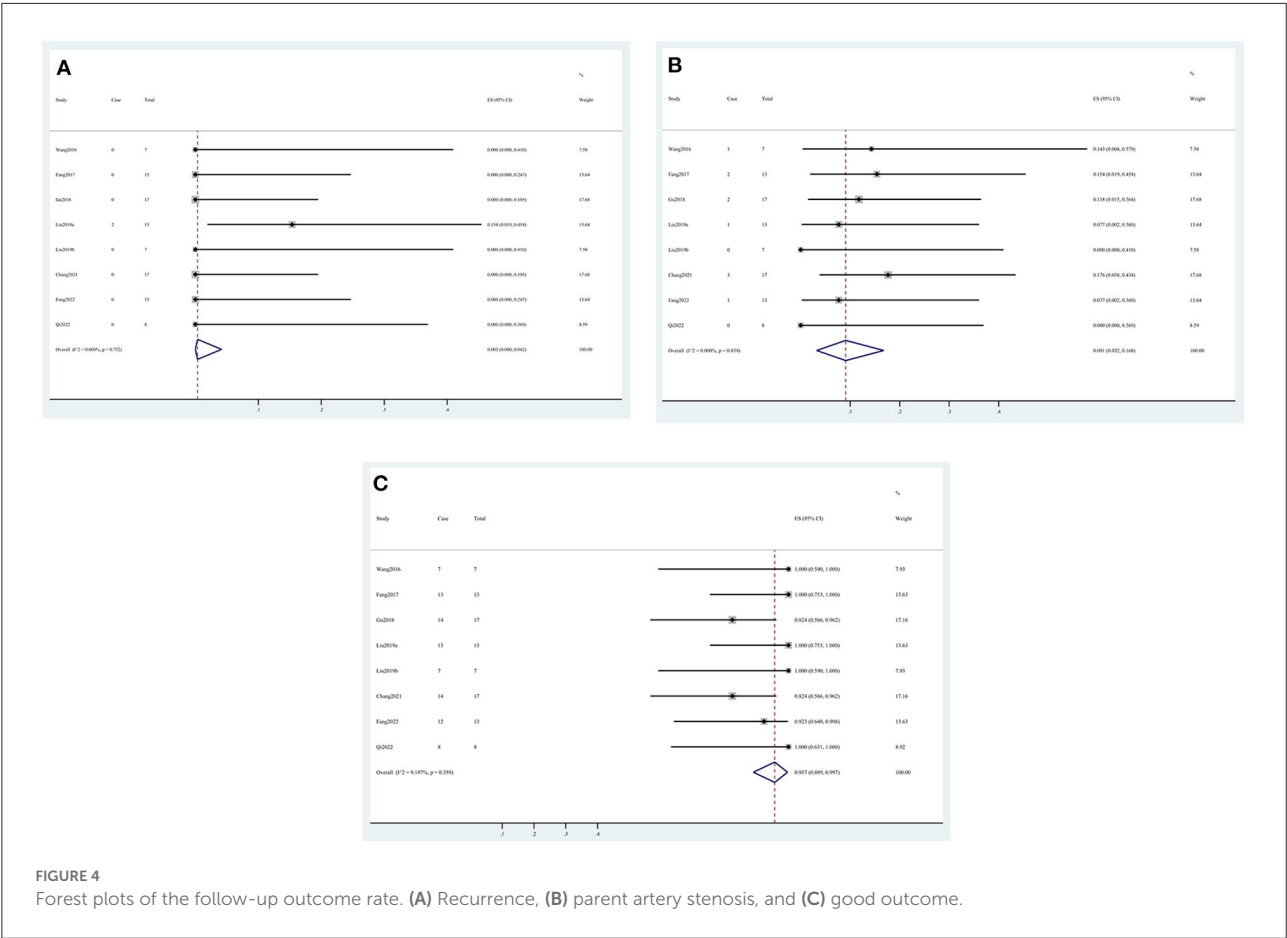 A
%
Study Case Total ES (95% CI) Weight
Wang2016 0 7 0.000 (0.000, 0.410) 7.58
Fang2017 0 13 0.000 (0.000, 0.247) 13.64
Gu2018 0 17 0.000 (0.000, 0.195) 17.68
Liu2019a 2 13 0.154 (0.019, 0.454) 13.64
Liu2019b 0 7 0.000 (0.000, 0.410) 7.58
Chang2021 0 17 0.000 (0.000, 0.195) 17.68
Fang2022 0 13 0.000 (0.000, 0.247) 13.64
Qi2022 0 8 0.000 (0.000, 0.369) 8.59
Overall (I^2 = 0.000%, p = 0.752) 0.003 (0.000, 0.042) 100.00
.1 .2 .3 .4
B
%
Study Case Total ES (95% CI) Weight
Wang2016 1 7 0.143 (0.004, 0.579) 7.58
Fang2017 2 13 0.154 (0.019, 0.454) 13.64
Gu2018 2 17 0.118 (0.015, 0.364) 17.68
Liu2019a 1 13 0.077 (0.002, 0.360) 13.64
Liu2019b 0 7 0.000 (0.000, 0.410) 7.58
Chang2021 3 17 0.176 (0.038, 0.434) 17.68
Fang2022 1 13 0.077 (0.002, 0.360) 13.64
Qi2022 0 8 0.000 (0.000, 0.369) 8.59
Overall (I^2 = 0.000%, p = 0.859) 0.091 (0.032, 0.168) 100.00
.1 .2 .3 .4
C
%
Study Case Total ES (95% CI) Weight
Wang2016 7 7 1.000 (0.590, 1.000) 7.93
Fang2017 13 13 1.000 (0.753, 1.000) 13.63
Gu2018 14 17 0.824 (0.566, 0.962) 17.16
Liu2019a 13 13 1.000 (0.753, 1.000) 13.63
Liu2019b 7 7 1.000 (0.590, 1.000) 7.93
Chang2021 14 17 0.824 (0.566, 0.962) 17.16
Fang2022 12 13 0.923 (0.640, 0.998) 13.63
Qi2022 8 8 1.000 (0.631, 1.000) 8.92
Overall (I^2 = 9.197%, p = 0.359) 0.957 (0.889, 0.997) 100.00
.1 .2 .3 .4
FIGURE 4
Forest plots of the follow-up outcome rate. (A) Recurrence, (B) parent artery stenosis, and (C) good outcome.